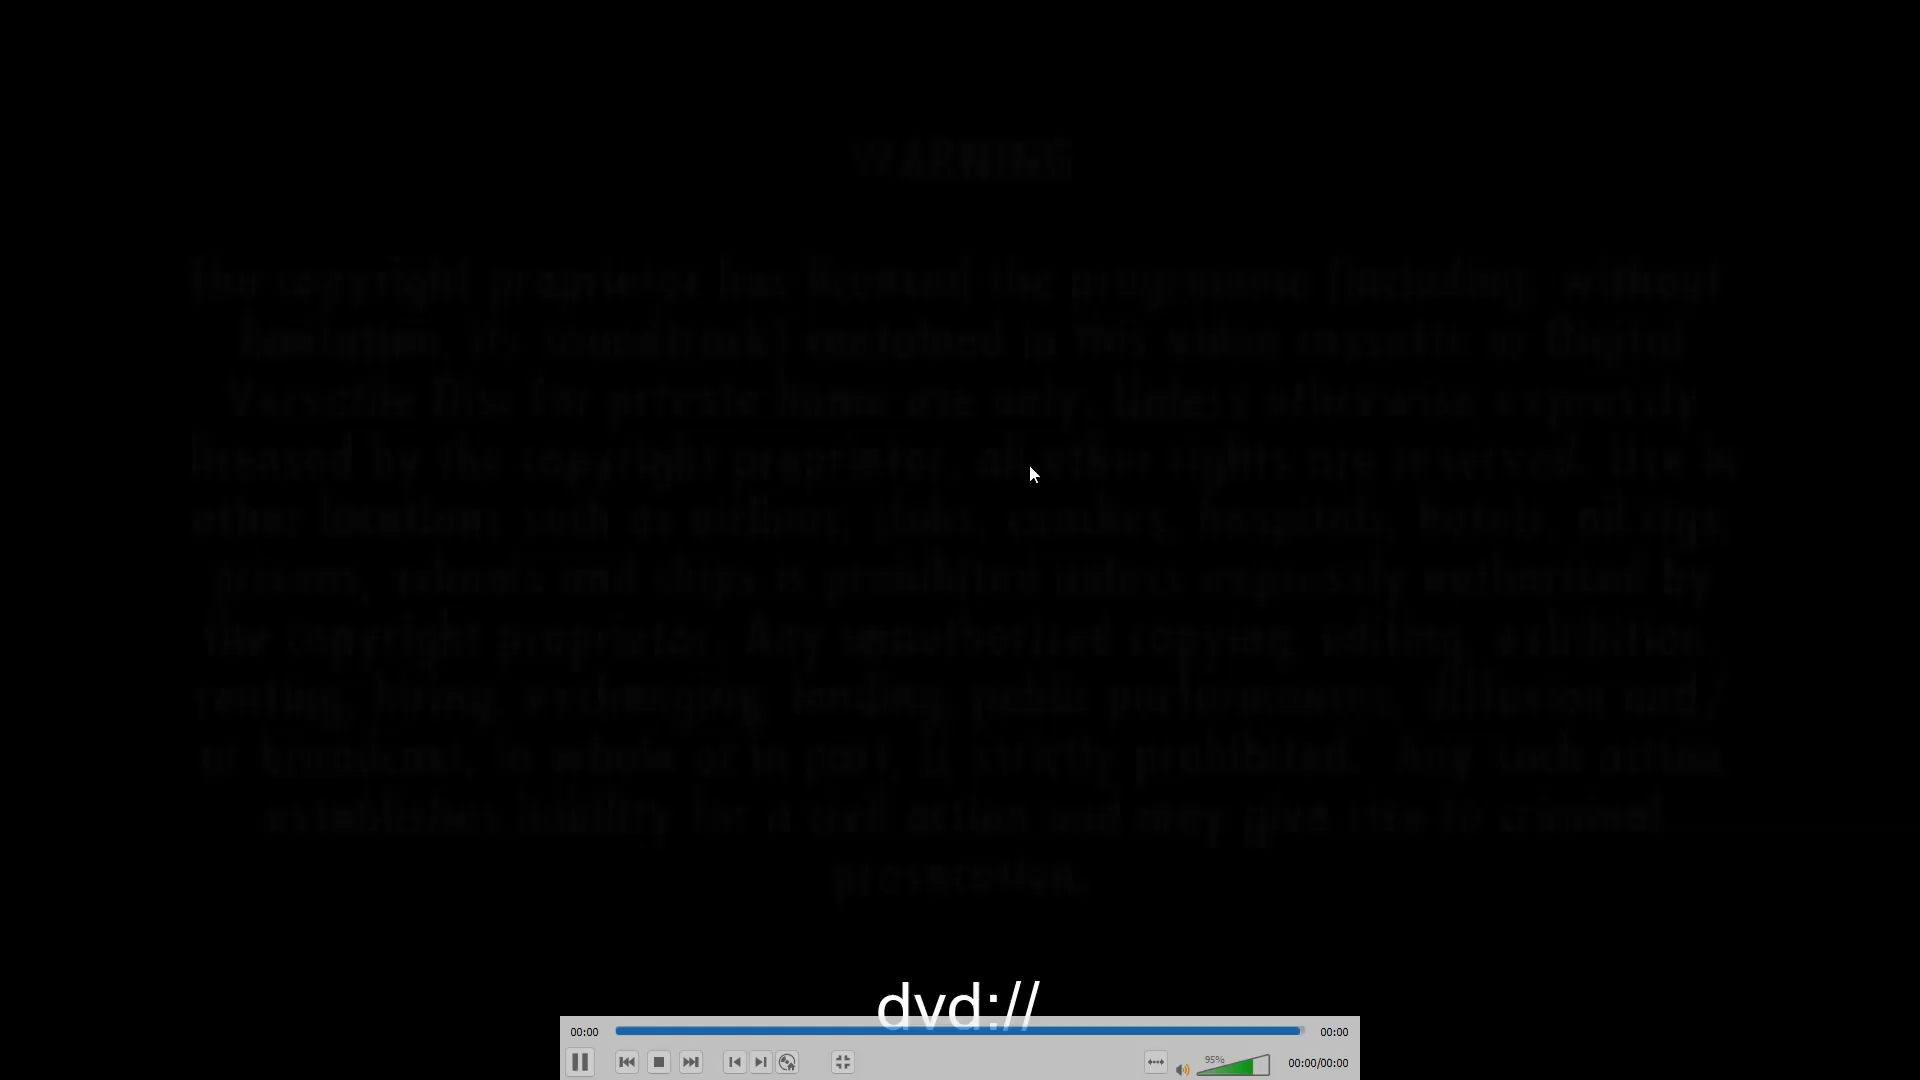 WARNING
The copyright proprietor has licensed the programme (including, without
limitation, its soundtrack) contained in this video cassette or Digital
Versatile Disc for private home use only. Unless otherwise expressly
licensed by the copyright proprietor, all other rights are reserved. Use in
other locations such as airlines, clubs, coaches, hospitals, hotels, oil rigs,
prisons, schools and ships is prohibited unless expressly authorised by
the copyright proprietor. Any unauthorised copying, editing, exhibition,
renting, hiring, exchanging, lending, public performance, diffusion and/
or broadcast, in whole or in part, is strictly prohibited. Any such action
establishes liability for a civil action and may give rise to criminal
prosecution.
dvd://
00:00 00:00
95% 00:00/00:00